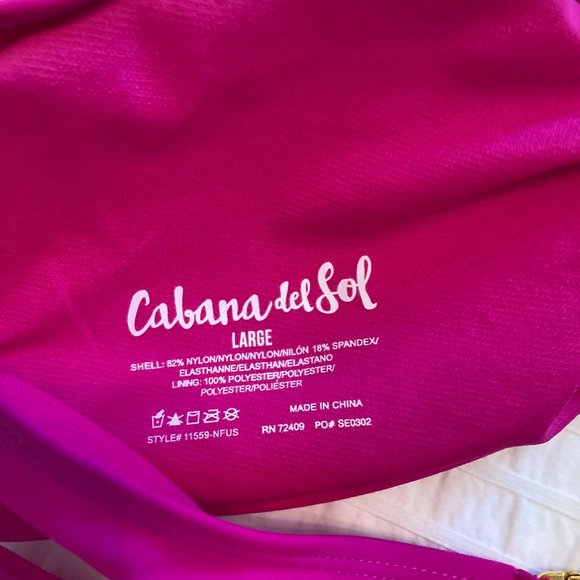 Cabana del Sol
LARGE
SHELL: 82% NYLON/NYLON/NYLON/NILÓN 18% SPANDEX/
ELASTHANNE/ELASTHAN/ELASTANO
LINING: 100% POLYESTER/POLYESTER/
POLYESTER/POLIÉSTER
MADE IN CHINA
STYLE# 11559-NFUS RN 72409 PO# SE0302